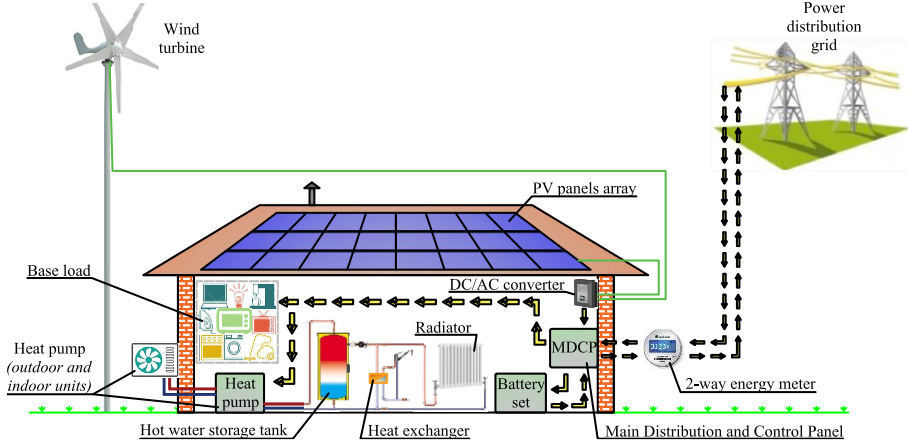 Wind
turbine
Power
distribution
grid
PV panels array
Base load
DC/AC converter
Heat pump
(outdoor and
indoor units)
Radiator
MDCP
Heat
pump
Battery
set
2-way energy meter
Hot water storage tank
Heat exchanger
Main Distribution and Control Panel